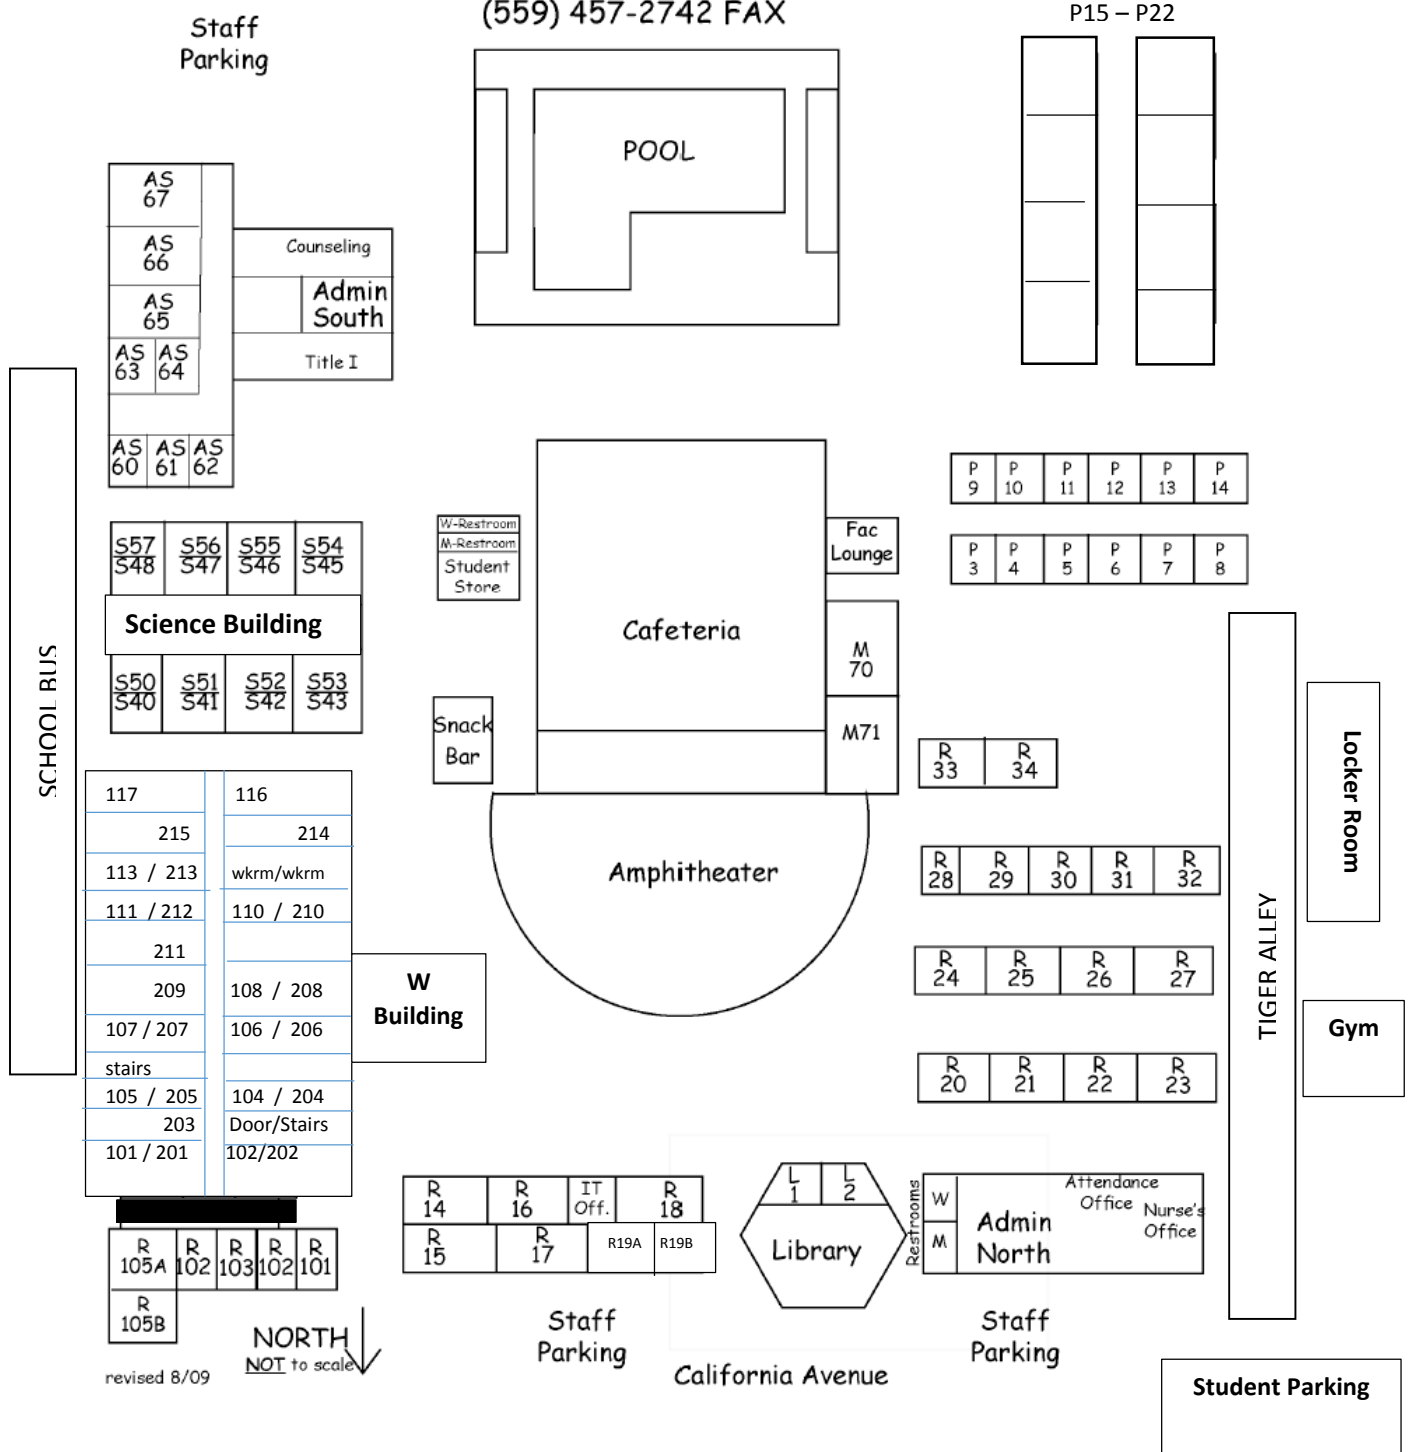 (559) 457-2742 FAX
P15 – P22
Staff
Parking
POOL
AS
67
AS
66
AS
65
AS
63
AS
64
AS
60
AS
61
AS
62
Counseling
Admin
South
Title I
P
9
P
10
P
11
P
12
P
13
P
14
P
3
P
4
P
5
P
6
P
7
P
8
W-Restroom
M-Restroom
Student
Store
Fac
Lounge
Cafeteria
M
70
M71
Snack
Bar
Amphitheater
SCHOOL BUS
S57
S48
S56
S47
S55
S46
S54
S45
Science Building
S50
S40
S51
S41
S52
S42
S53
S43
117
116
215
214
113 / 213
wkrm/wkrm
111 / 212
110 / 210
211
209
108 / 208
107 / 207
106 / 206
stairs
105 / 205
104 / 204
203
Door/Stairs
101 / 201
102/202
W
Building
R
33
R
34
R
28
R
29
R
30
R
31
R
32
R
24
R
25
R
26
R
27
R
20
R
21
R
22
R
23
TIGER ALLEY
Locker Room
Gym
R
14
R
16
IT
Off.
R
18
R
15
R
17
R19A
R19B
L
1
L
2
Library
Restrooms
W
M
Admin
North
Attendance
Office
Nurse's
Office
R
105A
R
102
R
103
R
102
R
101
R
105B
NORTH
NOT to scale
revised 8/09
Staff
Parking
Staff
Parking
California Avenue
Student Parking